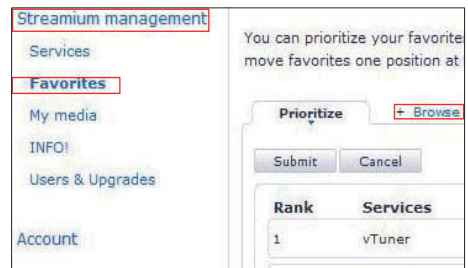 Streamium management
Services
Favorites
My media
INFO!
Users & Upgrades
Account
You can prioritize your favorites
move favorites one position at
Prioritize
+ Browse
Submit Cancel
Rank Services
1 vTuner